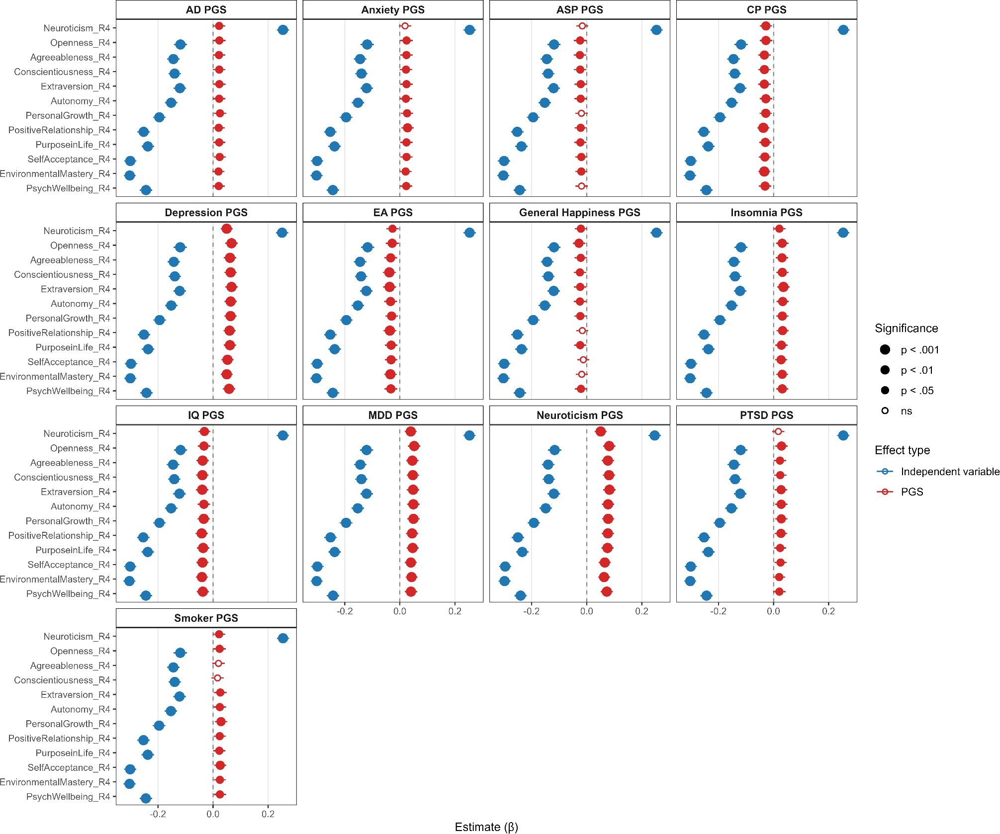 AD PGS Anxiety PGS ASP PGS CP PGS
Neuroticism_R4
Openness_R4
Agreeableness_R4
Conscientiousness_R4
Extraversion_R4
Autonomy_R4
PersonalGrowth_R4
PositiveRelationship_R4
PurposeinLife_R4
SelfAcceptance_R4
EnvironmentalMastery_R4
PsychWellbeing_R4
Depression PGS EA PGS General Happiness PGS Insomnia PGS
Neuroticism_R4
Openness_R4
Agreeableness_R4
Conscientiousness_R4
Extraversion_R4
Autonomy_R4
PersonalGrowth_R4
PositiveRelationship_R4
PurposeinLife_R4
SelfAcceptance_R4
EnvironmentalMastery_R4
PsychWellbeing_R4
IQ PGS MDD PGS Neuroticism PGS PTSD PGS
Neuroticism_R4
Openness_R4
Agreeableness_R4
Conscientiousness_R4
Extraversion_R4
Autonomy_R4
PersonalGrowth_R4
PositiveRelationship_R4
PurposeinLife_R4
SelfAcceptance_R4
EnvironmentalMastery_R4
PsychWellbeing_R4
-0.2 0.0 0.2 -0.2 0.0 0.2 -0.2 0.0 0.2
Smoker PGS
Neuroticism_R4
Openness_R4
Agreeableness_R4
Conscientiousness_R4
Extraversion_R4
Autonomy_R4
PersonalGrowth_R4
PositiveRelationship_R4
PurposeinLife_R4
SelfAcceptance_R4
EnvironmentalMastery_R4
PsychWellbeing_R4
-0.2 0.0 0.2
Estimate (β)
Significance
p < .001
p < .01
p < .05
ns
Effect type
Independent variable
PGS